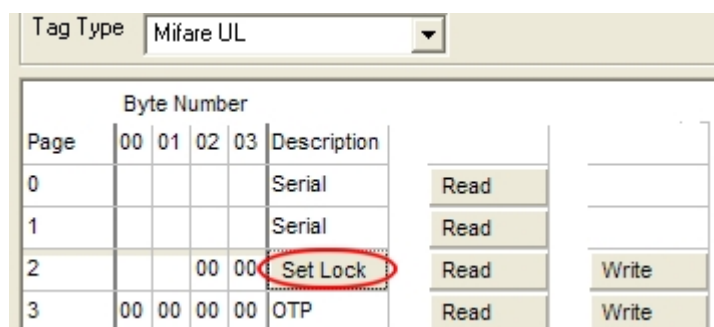 Tag Type Mifare UL
Byte Number
Page 00 01 02 03 Description
0 Serial Read
1 Serial Read
2 00 00 Set Lock Read Write
3 00 00 00 00 OTP Read Write